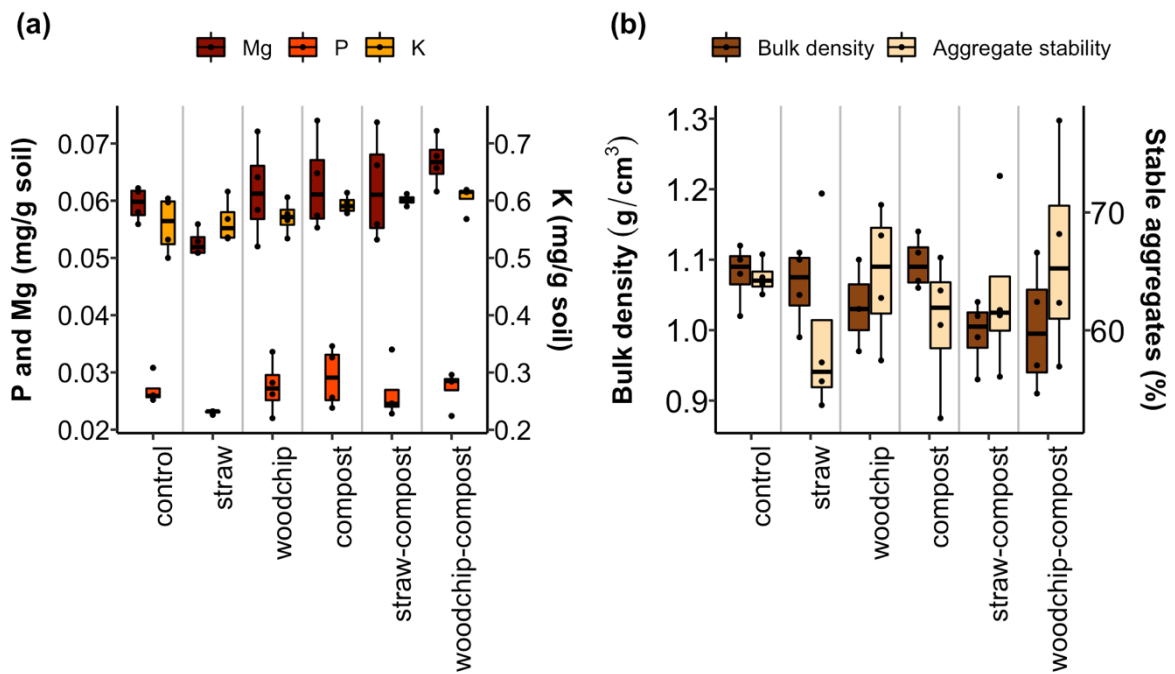 (a)
Mg P K
P and Mg (mg/g soil)
0.07
0.06
0.05
0.04
0.03
0.02
K (mg/g soil)
0.7
0.6
0.5
0.4
0.3
0.2
control
straw
woodchip
compost
straw-compost
woodchip-compost
(b)
Bulk density Aggregate stability
Bulk density (g/cm³)
1.3
1.2
1.1
1.0
0.9
Stable aggregates (%)
70
60
control
straw
woodchip
compost
straw-compost
woodchip-compost